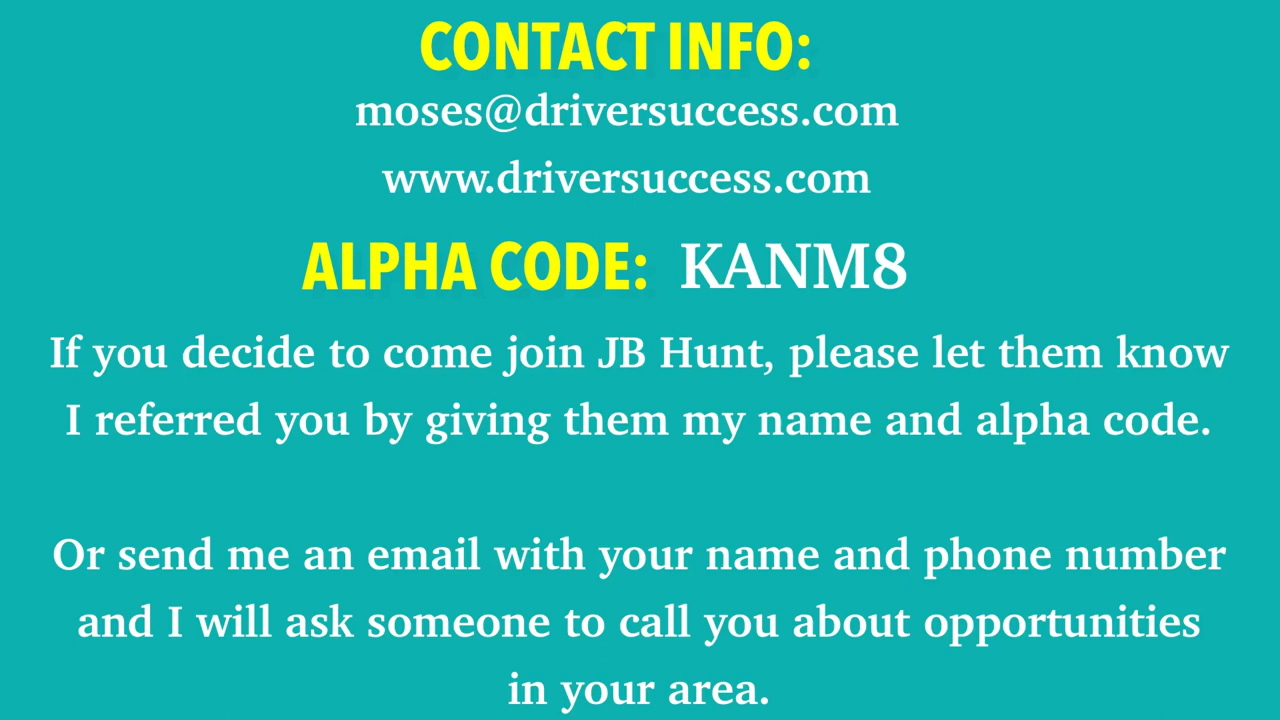 CONTACT INFO:
moses@driversuccess.com
www.driversuccess.com
ALPHA CODE: KANM8
If you decide to come join JB Hunt, please let them know
I referred you by giving them my name and alpha code.
Or send me an email with your name and phone number
and I will ask someone to call you about opportunities
in your area.